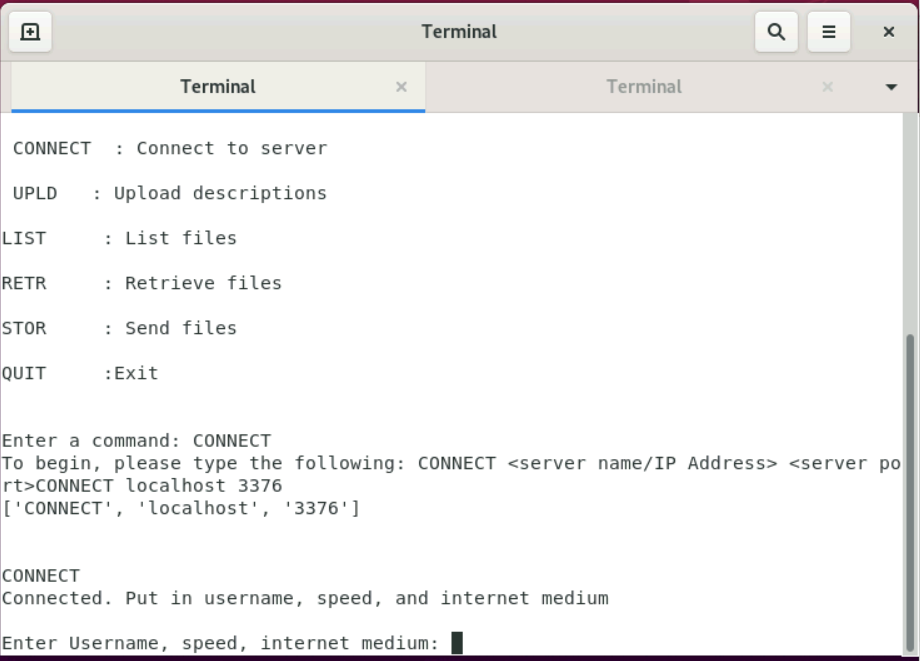 Terminal
Terminal Terminal
CONNECT  : Connect to server
UPLD   : Upload descriptions
LIST     : List files
RETR     : Retrieve files
STOR     : Send files
QUIT     :Exit
Enter a command: CONNECT
To begin, please type the following: CONNECT <server name/IP Address> <server po
rt>CONNECT localhost 3376
['CONNECT', 'localhost', '3376']
CONNECT
Connected. Put in username, speed, and internet medium
Enter Username, speed, internet medium: